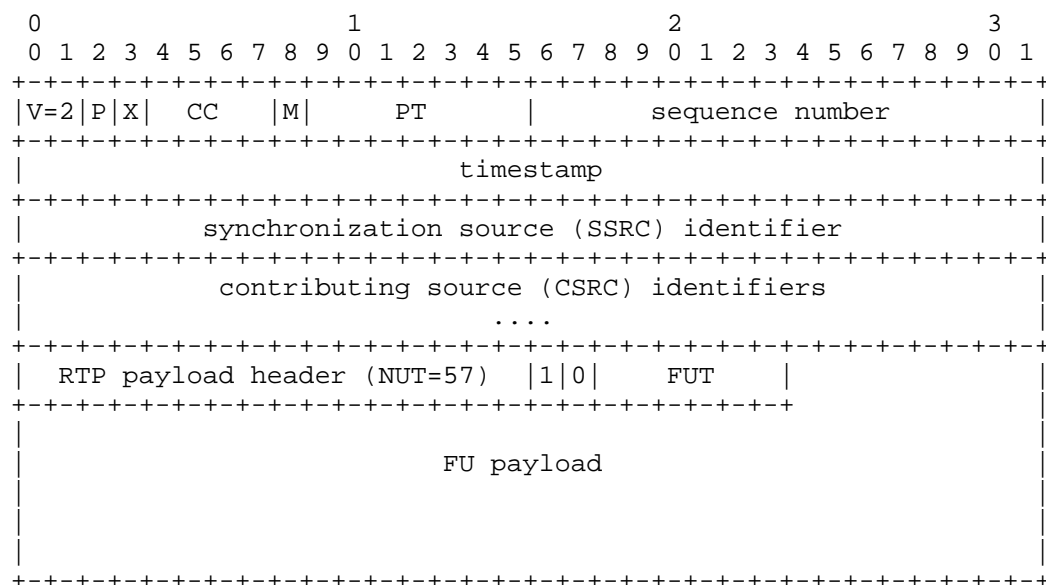 0                   1                   2                   3
 0 1 2 3 4 5 6 7 8 9 0 1 2 3 4 5 6 7 8 9 0 1 2 3 4 5 6 7 8 9 0 1
+-+-+-+-+-+-+-+-+-+-+-+-+-+-+-+-+-+-+-+-+-+-+-+-+-+-+-+-+-+-+-+-+
|V=2|P|X|  CC   |M|     PT      |       sequence number         |
+-+-+-+-+-+-+-+-+-+-+-+-+-+-+-+-+-+-+-+-+-+-+-+-+-+-+-+-+-+-+-+-+
|                           timestamp                           |
+-+-+-+-+-+-+-+-+-+-+-+-+-+-+-+-+-+-+-+-+-+-+-+-+-+-+-+-+-+-+-+-+
|           synchronization source (SSRC) identifier            |
+-+-+-+-+-+-+-+-+-+-+-+-+-+-+-+-+-+-+-+-+-+-+-+-+-+-+-+-+-+-+-+-+
|            contributing source (CSRC) identifiers             |
|                             ....                              |
+-+-+-+-+-+-+-+-+-+-+-+-+-+-+-+-+-+-+-+-+-+-+-+-+-+-+-+-+-+-+-+-+
|  RTP payload header (NUT=57)  |1|0|    FUT    |               |
+-+-+-+-+-+-+-+-+-+-+-+-+-+-+-+-+-+-+-+-+-+-+-+-+               |
|                                                               |
|                          FU payload                           |
|                                                               |
|                                                               |
|                                                               |
+-+-+-+-+-+-+-+-+-+-+-+-+-+-+-+-+-+-+-+-+-+-+-+-+-+-+-+-+-+-+-+-+